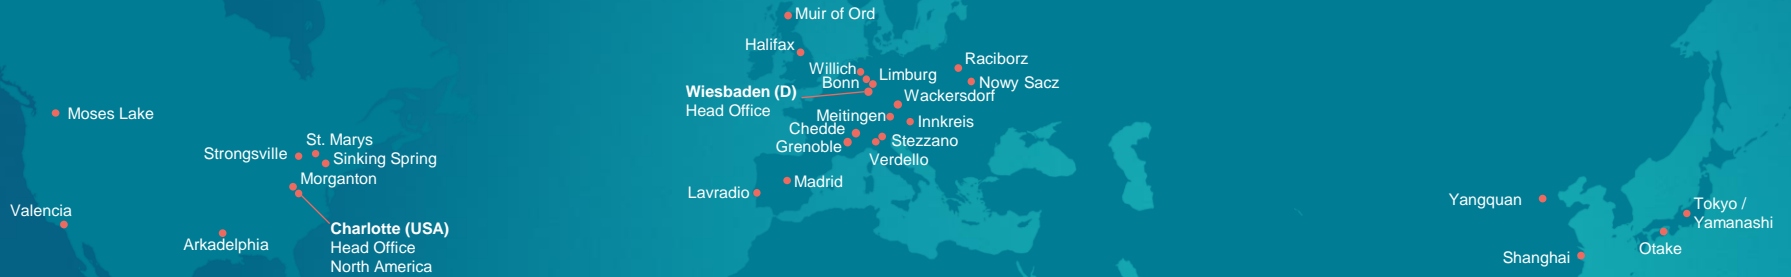 Moses Lake
Strongsville
St. Marys
Sinking Spring
Morganton
Valencia
Arkadelphia
Charlotte (USA)
Head Office
North America
Muir of Ord
Halifax
Willich
Bonn
Limburg
Raciborz
Nowy Sacz
Wiesbaden (D)
Head Office
Wackersdorf
Meitingen
Innkreis
Chedde
Grenoble
Stezzano
Verdello
Madrid
Lavradio
Yangquan
Shanghai
Tokyo /
Yamanashi
Otake